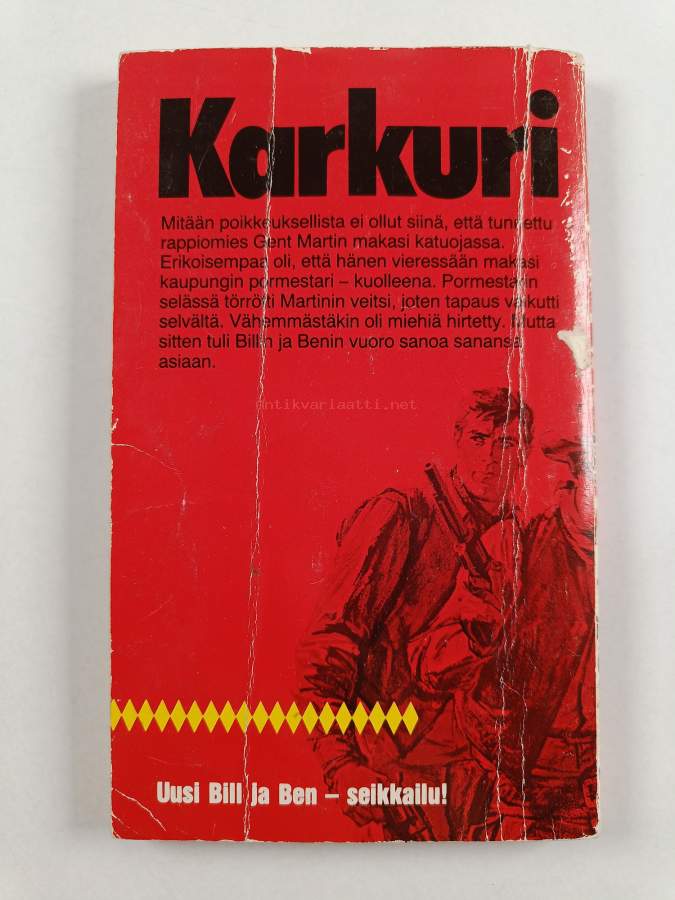 Karkuri
Mitään poikkeuksellista ei ollut siinä, että tunnettu
rappiomies Gent Martin makasi katuojassa.
Erikoisempaa oli, että hänen vieressään makasi
kaupungin pormestari – kuolleena. Pormestarin
selässä törrötti Martinin veitsi, joten tapaus vaikutti
selvältä. Vähemmästäkin oli miehiä hirtetty. Mutta
sitten tuli Billin ja Benin vuoro sanoa sanansa
asiaan.
antikvariaatti.net
Uusi Bill ja Ben – seikkailu!